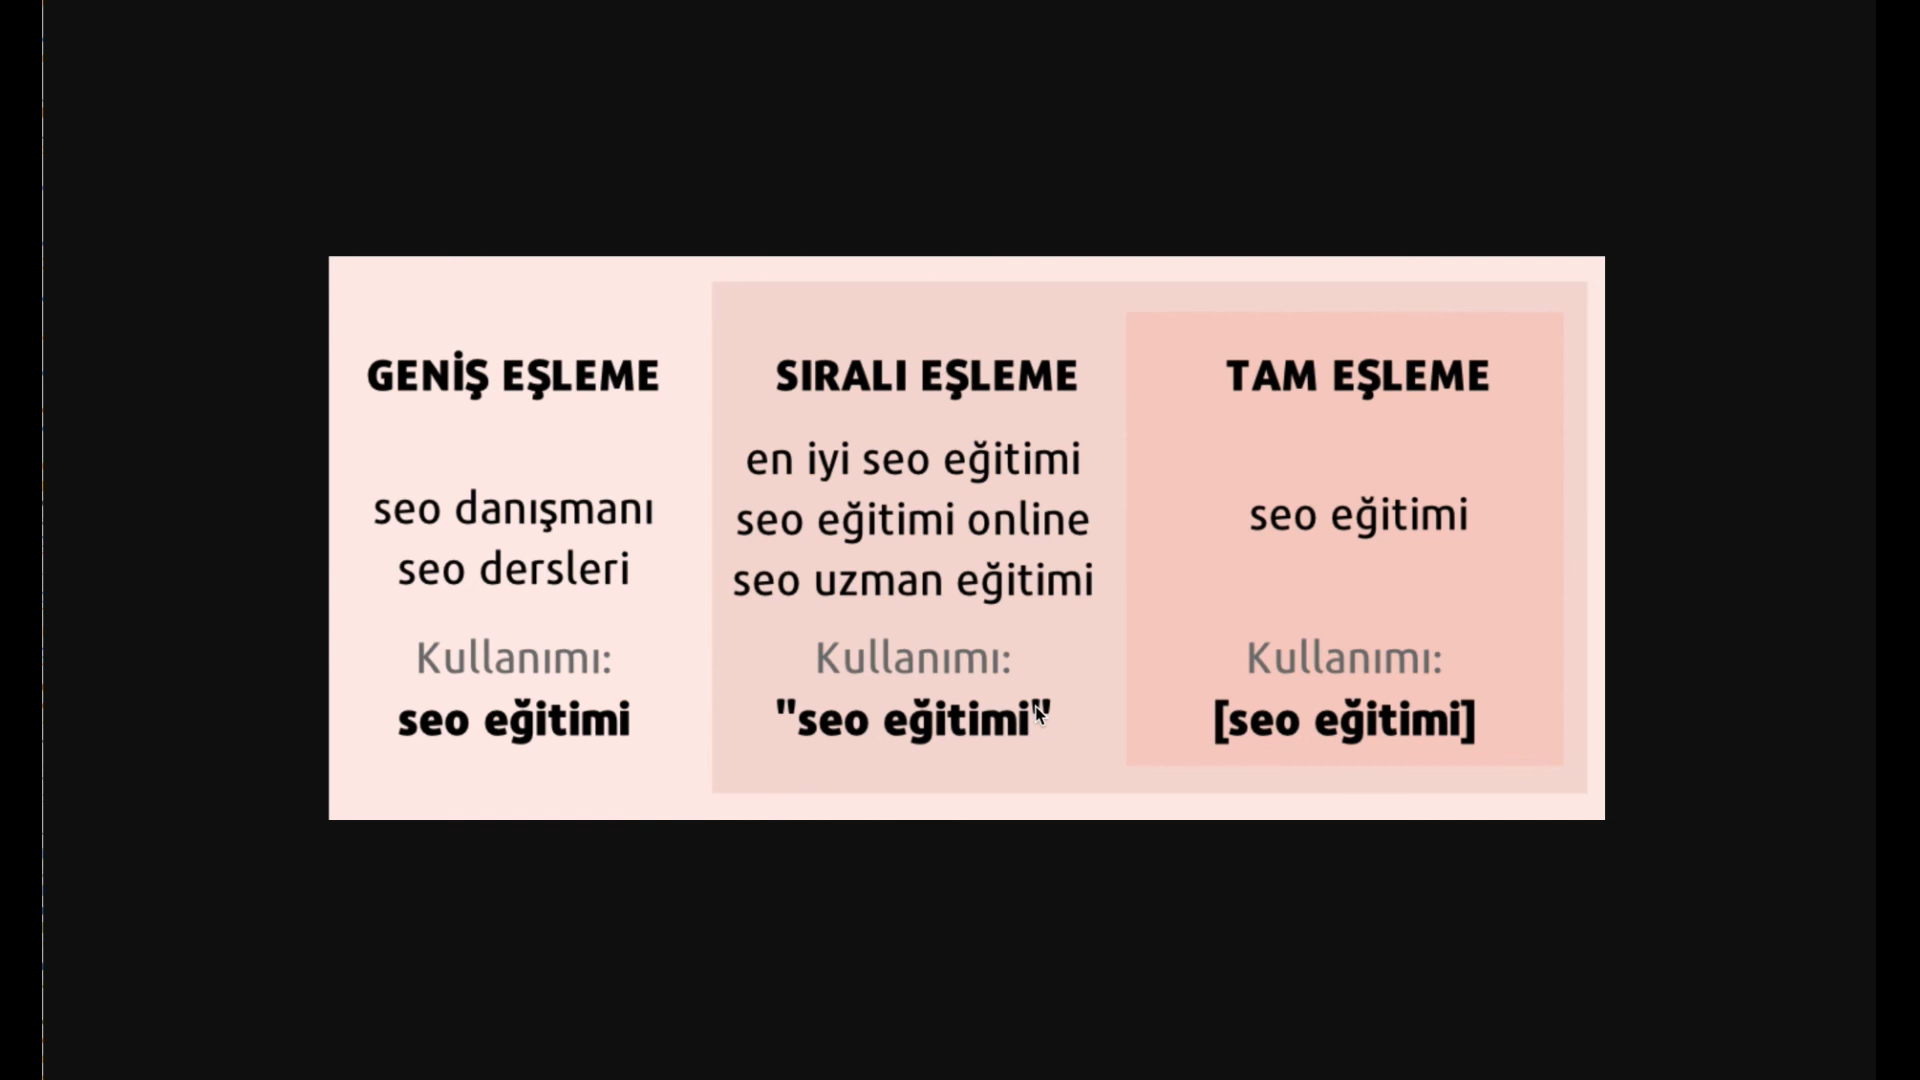 GENİŞ EŞLEME
seo danışmanı
seo dersleri
Kullanımı:
seo eğitimi
SIRALI EŞLEME
en iyi seo eğitimi
seo eğitimi online
seo uzman eğitimi
Kullanımı:
"seo eğitimi"
TAM EŞLEME
seo eğitimi
Kullanımı:
[seo eğitimi]